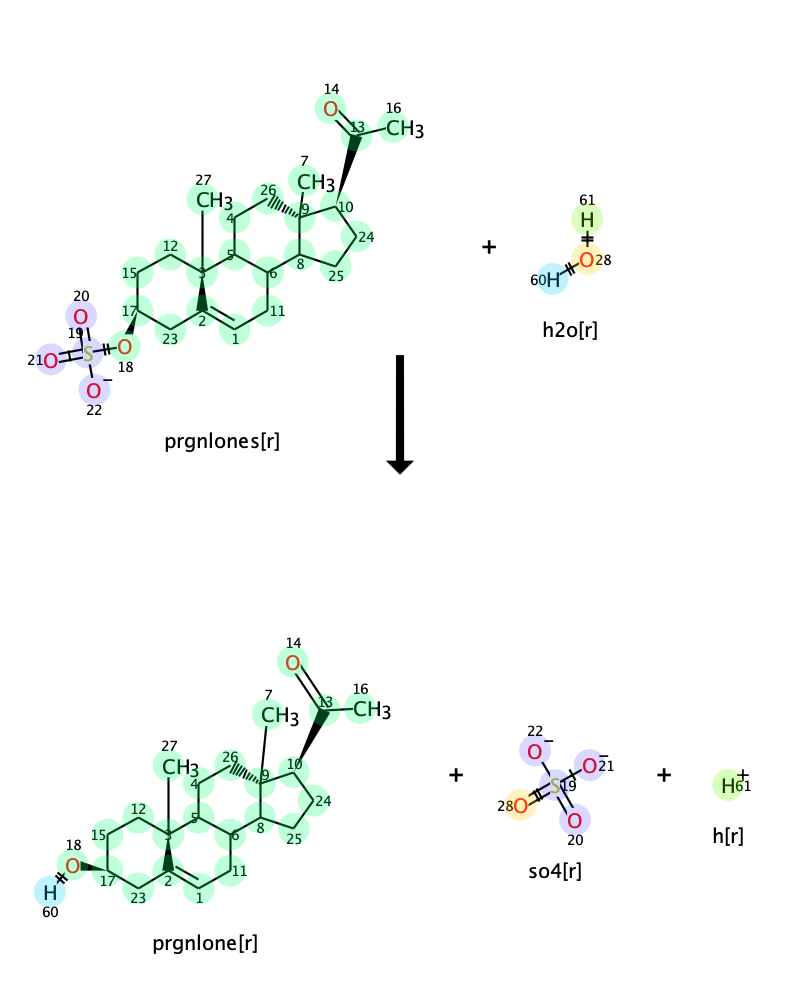 14
O
16
13
CH3
7
27
CH3
CH3
26
61
H
9
10
4
+
24
12
5
O 28
60 H
15
3
6
8
25
20
17
11
h2o[r]
O
2
19
23
1
21 O
S
O
18
O −
22
prgnlones[r]
14
O
7
16
13
CH3
CH3
22
27
26
10
O −
CH3
9
O − 21
4
+
S 19
+
H + 61
24
28 O
12
5
8
25
O
18
15
3
6
20
h[r]
O
17
2
11
so4[r]
H
23
1
60
prgnlone[r]